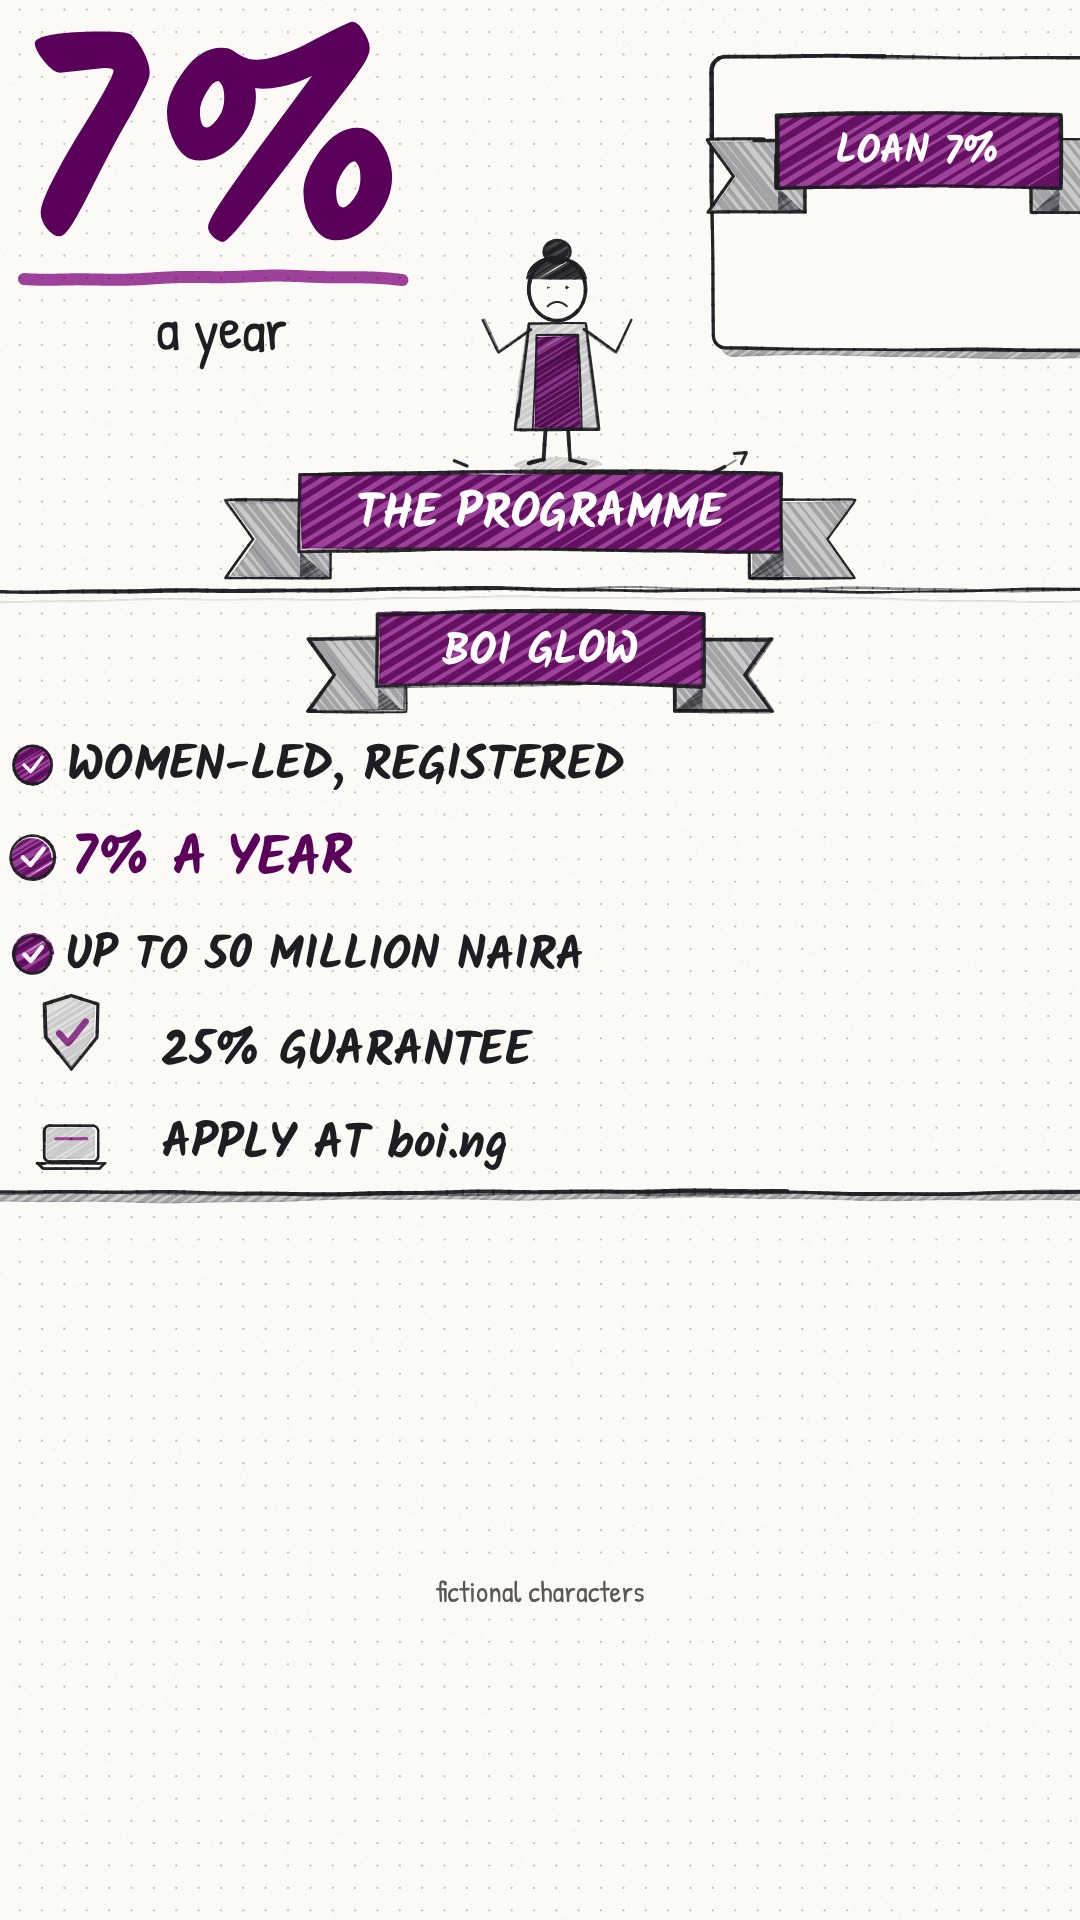 7%
a year
LOAN 7%
THE PROGRAMME
BOI GLOW
WOMEN-LED, REGISTERED
7% A YEAR
UP TO 50 MILLION NAIRA
25% GUARANTEE
APPLY AT boi.ng
fictional characters